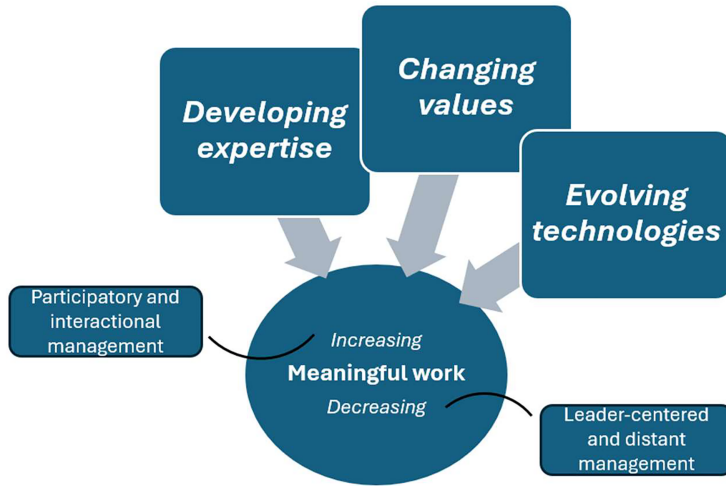 Developing
expertise
Changing
values
Evolving
technologies
Participatory and
interactional
management
Increasing
Meaningful work
Decreasing
Leader-centered
and distant
management